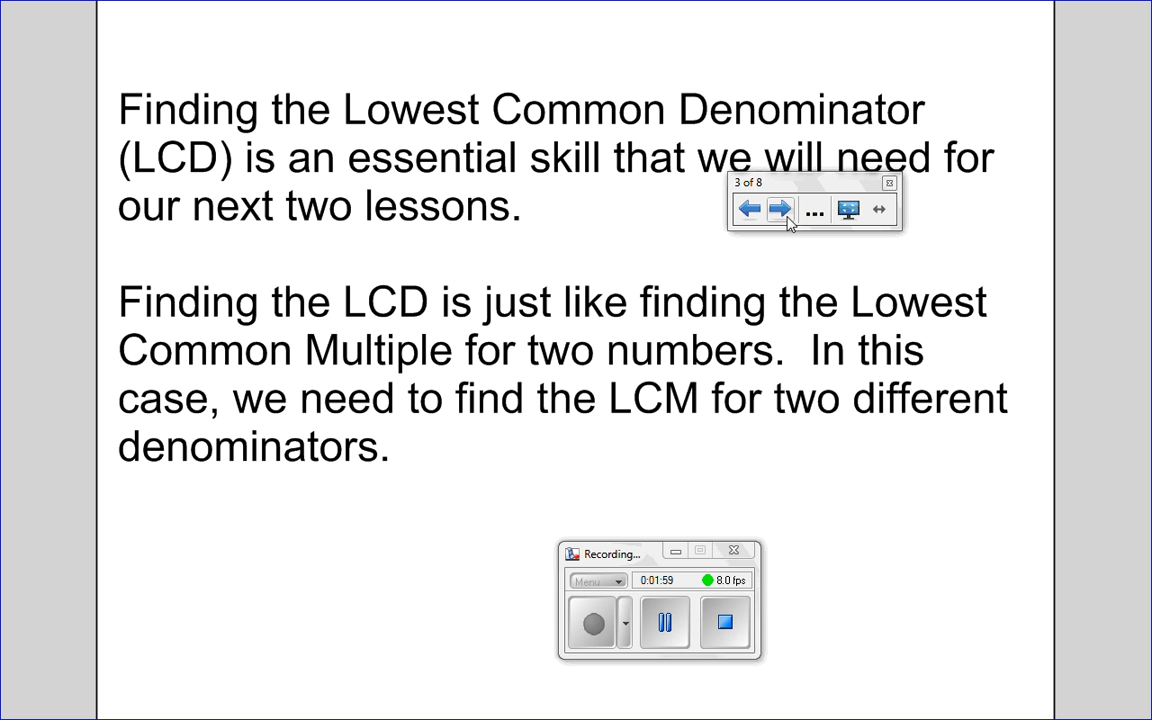 Finding the Lowest Common Denominator
(LCD) is an essential skill that we will need for
our next two lessons.
3 of 8
...
Finding the LCD is just like finding the Lowest
Common Multiple for two numbers.  In this
case, we need to find the LCM for two different
denominators.
Recording...
Menu 0:01:59 8.0 fps